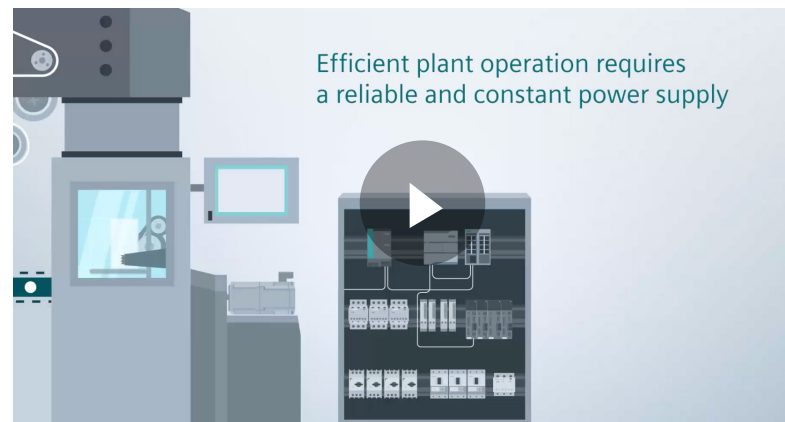 Efficient plant operation requires
a reliable and constant power supply